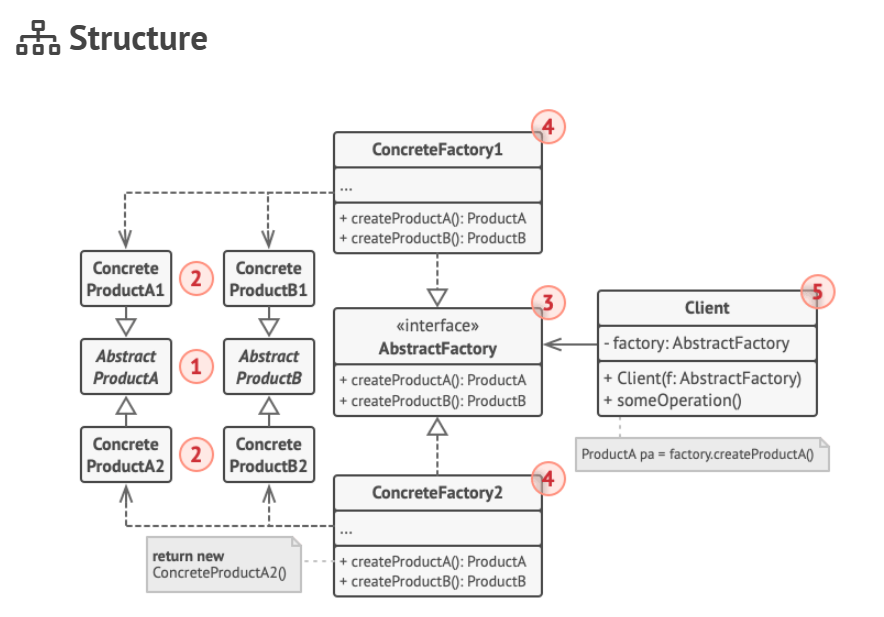 Structure
4
ConcreteFactory1
...
+ createProductA(): ProductA
+ createProductB(): ProductB
Concrete
ProductA1
2
Concrete
ProductB1
3
«interface»
AbstractFactory
+ createProductA(): ProductA
+ createProductB(): ProductB
5
Client
- factory: AbstractFactory
+ Client(f: AbstractFactory)
+ someOperation()
Abstract
ProductA
1
Abstract
ProductB
Concrete
ProductA2
2
Concrete
ProductB2
ProductA pa = factory.createProductA()
4
ConcreteFactory2
...
+ createProductA(): ProductA
+ createProductB(): ProductB
return new
ConcreteProductA2()